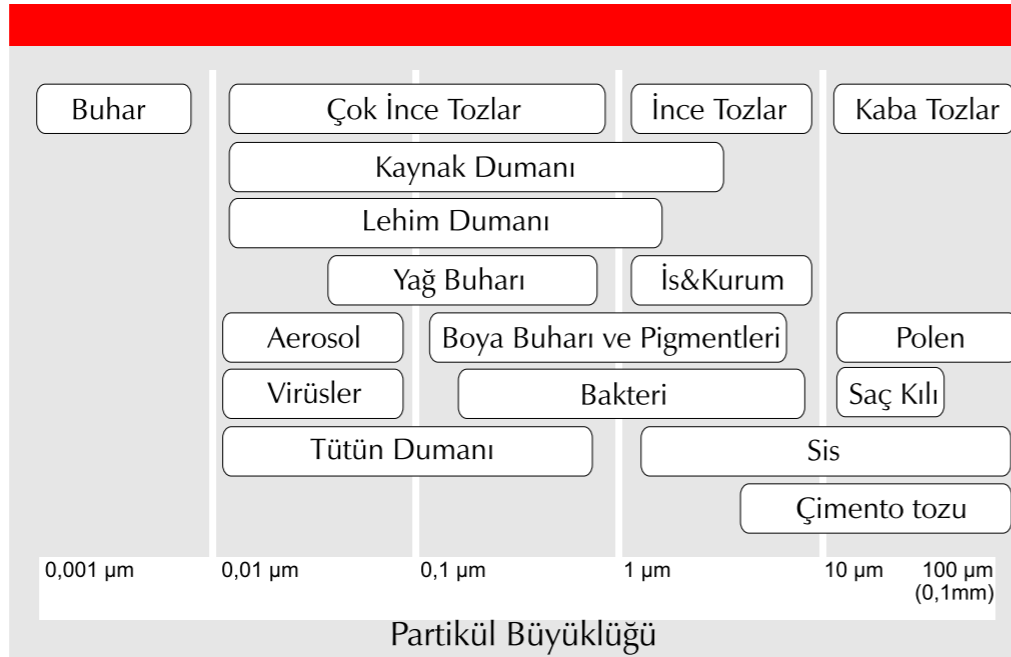 Buhar
Çok İnce Tozlar
İnce Tozlar
Kaba Tozlar
Kaynak Dumanı
Lehim Dumanı
Yağ Buharı
İs&Kurum
Aerosol
Boya Buharı ve Pigmentleri
Polen
Virüsler
Bakteri
Saç Kılı
Tütün Dumanı
Sis
Çimento tozu
0,001 µm
0,01 µm
0,1 µm
1 µm
10 µm
100 µm
(0,1mm)
Partikül Büyüklüğü